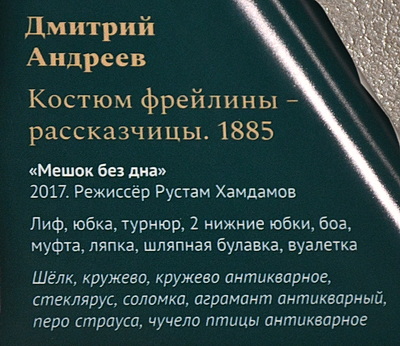 Дмитрий
Андреев
Костюм фрейлины –
рассказчицы. 1885
«Мешок без дна»
2017. Режиссёр Рустам Хамдамов
Лиф, юбка, турнюр, 2 нижние юбки, боа,
муфта, ляпка, шляпная булавка, вуалетка
Шёлк, кружево, кружево антикварное,
стеклярус, соломка, аграмант антикварный,
перо страуса, чучело птицы антикварное